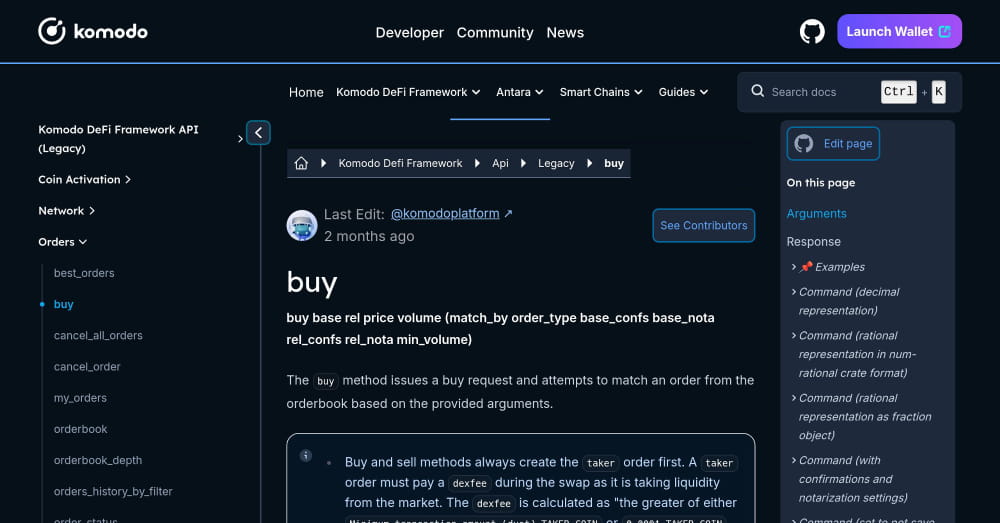 komodo
Developer Community News
Launch Wallet
Home Komodo DeFi Framework Antara Smart Chains Guides
Search docs Ctrl + K
Komodo DeFi Framework API
(Legacy)
Coin Activation
Network
Orders
best_orders
buy
cancel_all_orders
cancel_order
my_orders
orderbook
orderbook_depth
orders_history_by_filter
order_status
Komodo Defi Framework Api Legacy buy
Last Edit: @komodoplatform ↗
2 months ago
See Contributors
buy
buy base rel price volume (match_by order_type base_confs base_nota
rel_confs rel_nota min_volume)
The buy method issues a buy request and attempts to match an order from the
orderbook based on the provided arguments.
Buy and sell methods always create the taker order first. A taker
order must pay a dexfee during the swap as it is taking liquidity
from the market. The dexfee is calculated as "the greater of either
Edit page
On this page
Arguments
Response
📌 Examples
Command (decimal
representation)
Command (rational
representation in num-
rational crate format)
Command (rational
representation as fraction
object)
Command (with
confirmations and
notarization settings)
Command (set to not save